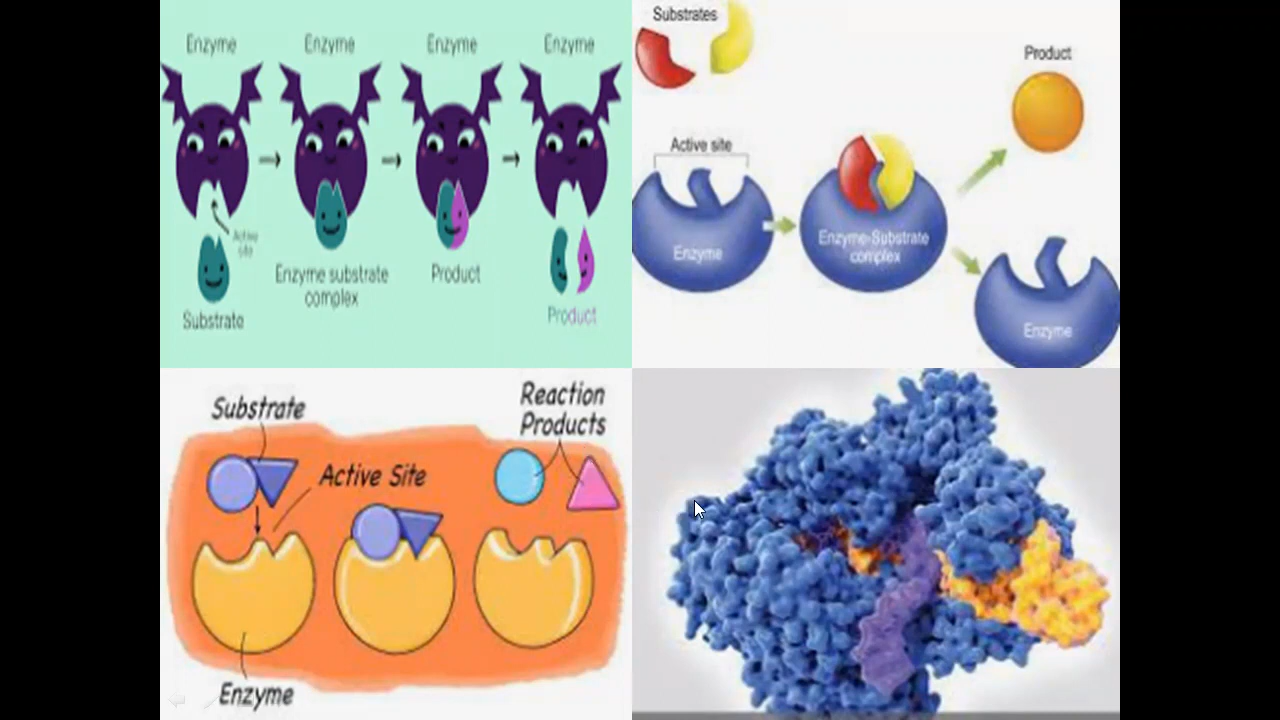 Enzyme
Enzyme
Enzyme
Enzyme
Active
site
Enzyme substrate
complex
Product
Substrate
Product
Substrates
Product
Active site
Enzyme
Enzyme-Substrate
complex
Enzyme
Substrate
Reaction
Products
Active Site
Enzyme